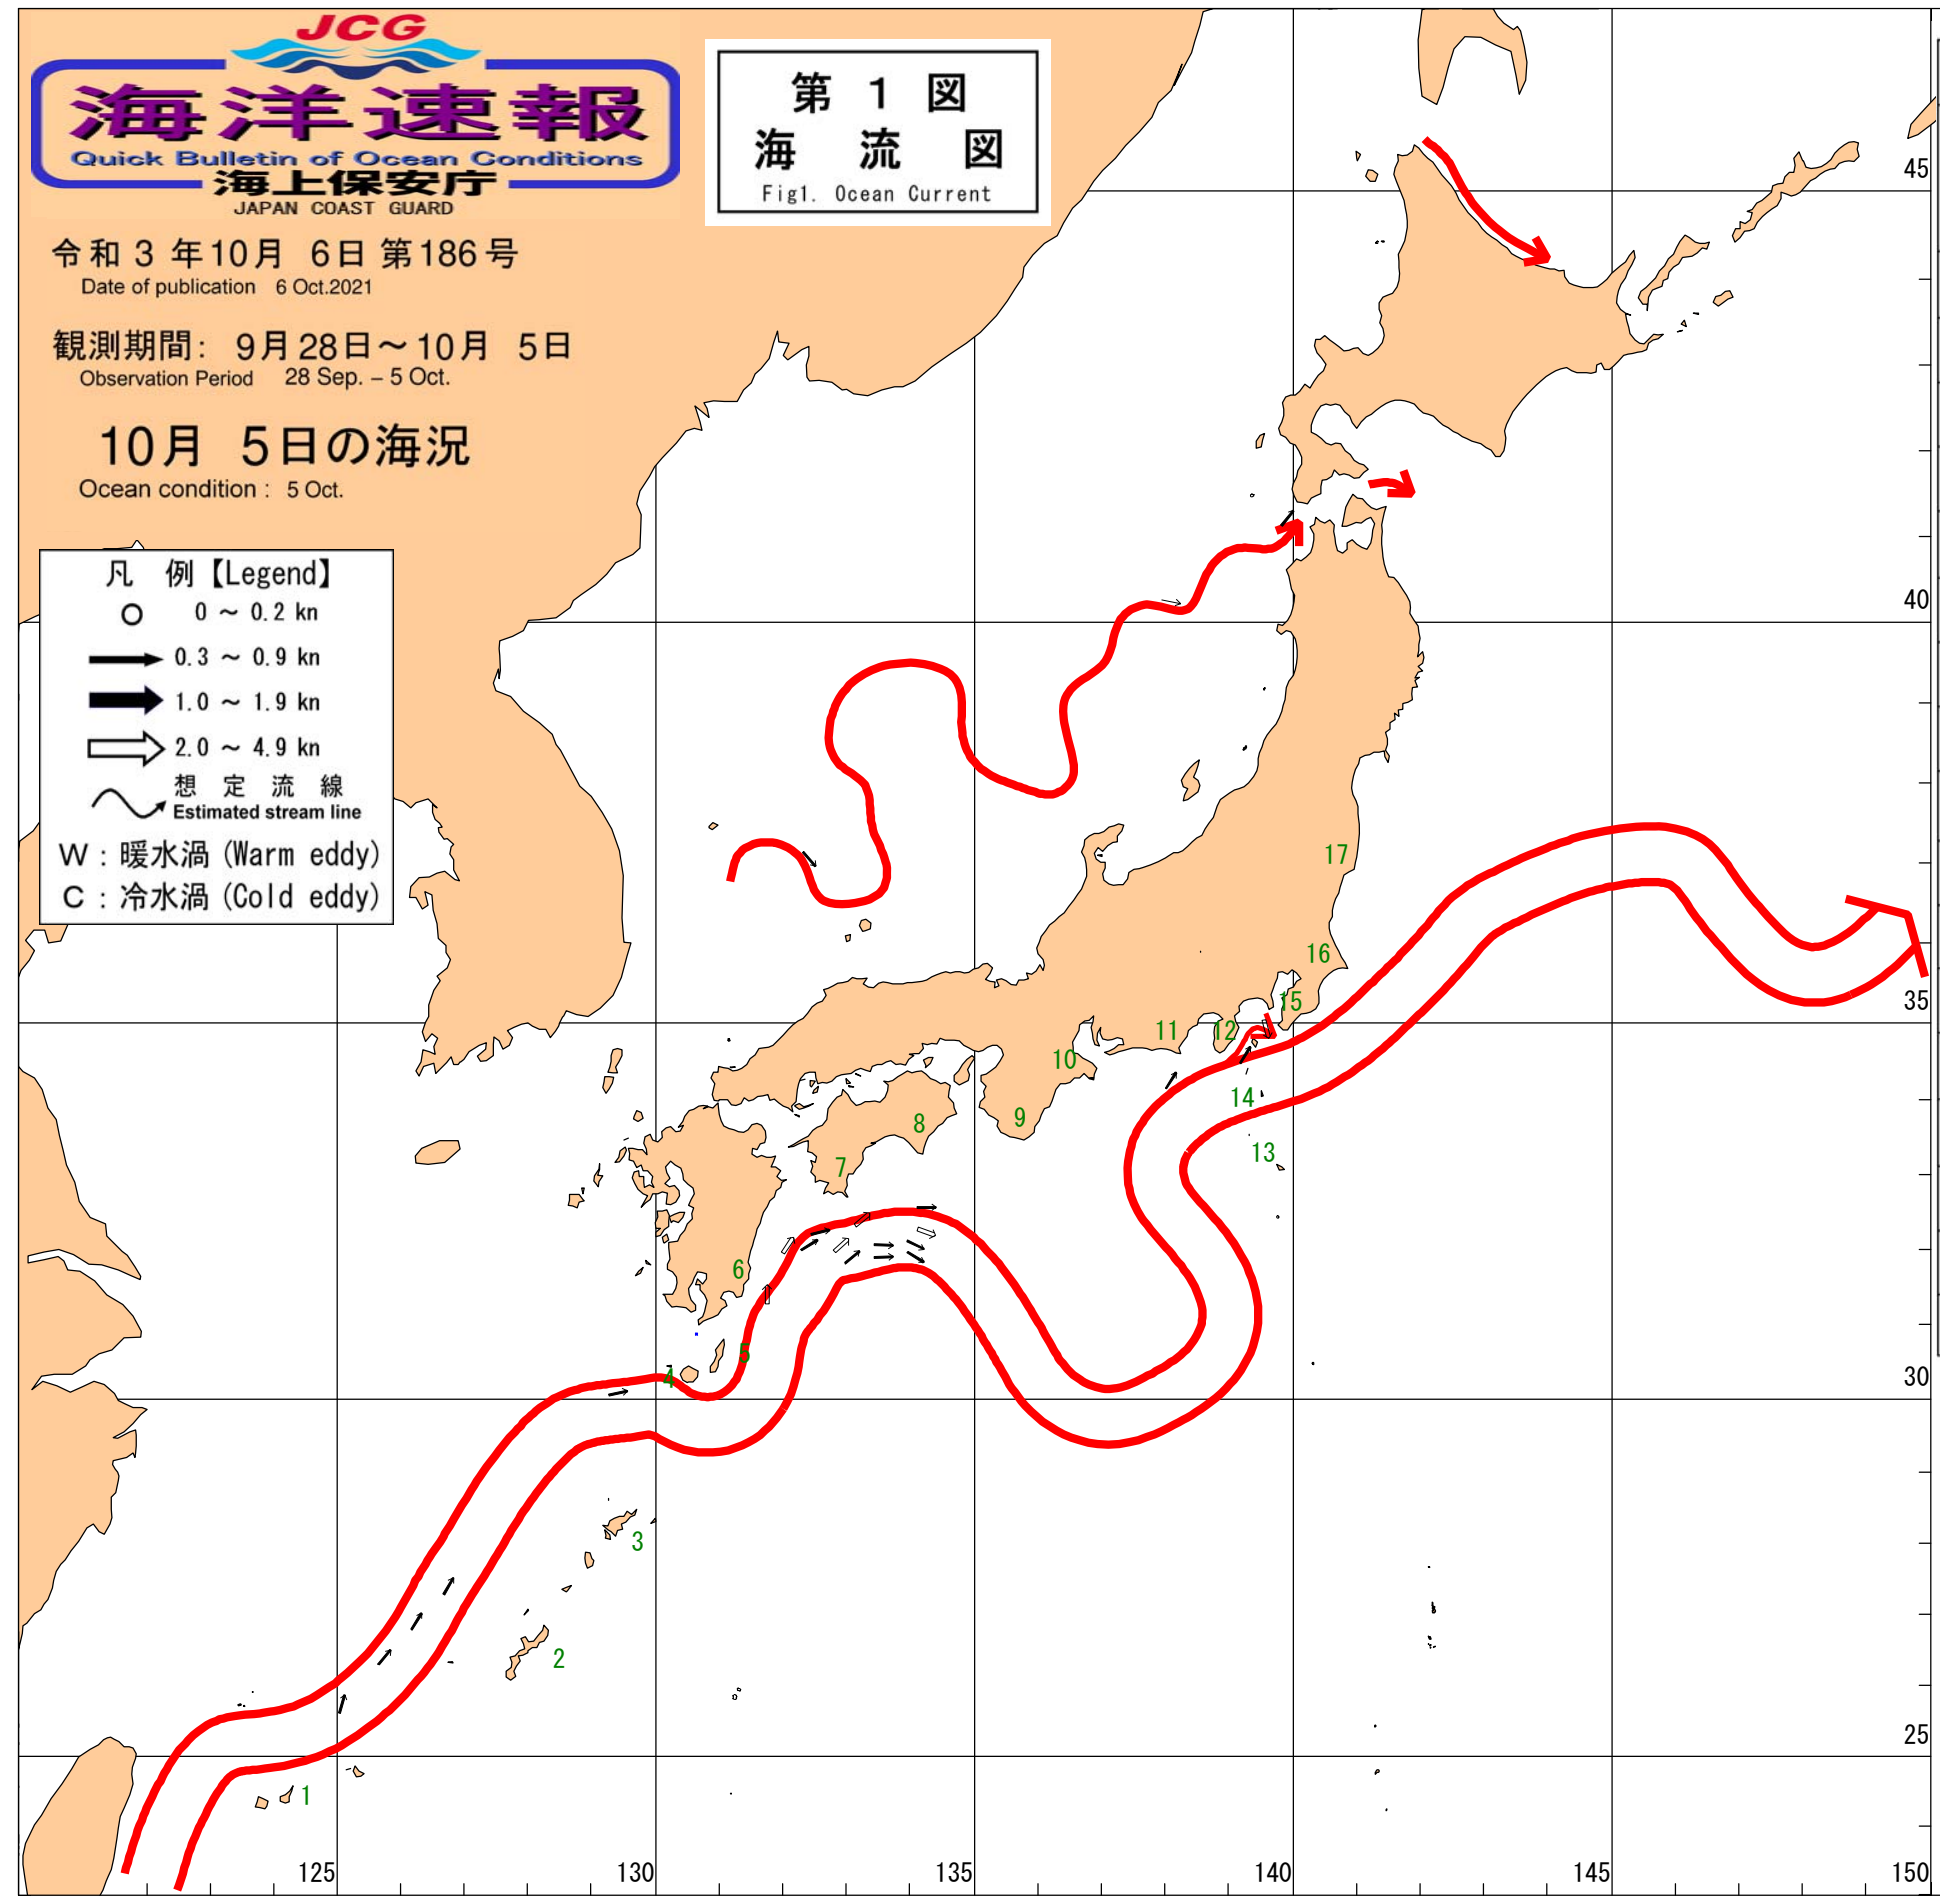 JCG
海洋速報
Quick Bulletin of Ocean Conditions
海上保安庁
JAPAN COAST GUARD
令和 3 年10月 6日 第186号
Date of publication 6 Oct.2021
観測期間: 9月28日～10月 5日
Observation Period 28 Sep. – 5 Oct.
10月 5日の海況
Ocean condition : 5 Oct.
第 1 図
海 流 図
Fig1. Ocean Current
凡 例【Legend】
0 ～ 0.2 kn
0.3 ～ 0.9 kn
1.0 ～ 1.9 kn
2.0 ～ 4.9 kn
想 定 流 線
Estimated stream line
W : 暖水渦 (Warm eddy)
C : 冷水渦 (Cold eddy)
45
40
35
30
25
125
130
135
140
145
150
1
2
3
4
5
6
7
8
9
10
11
12
13
14
15
16
17